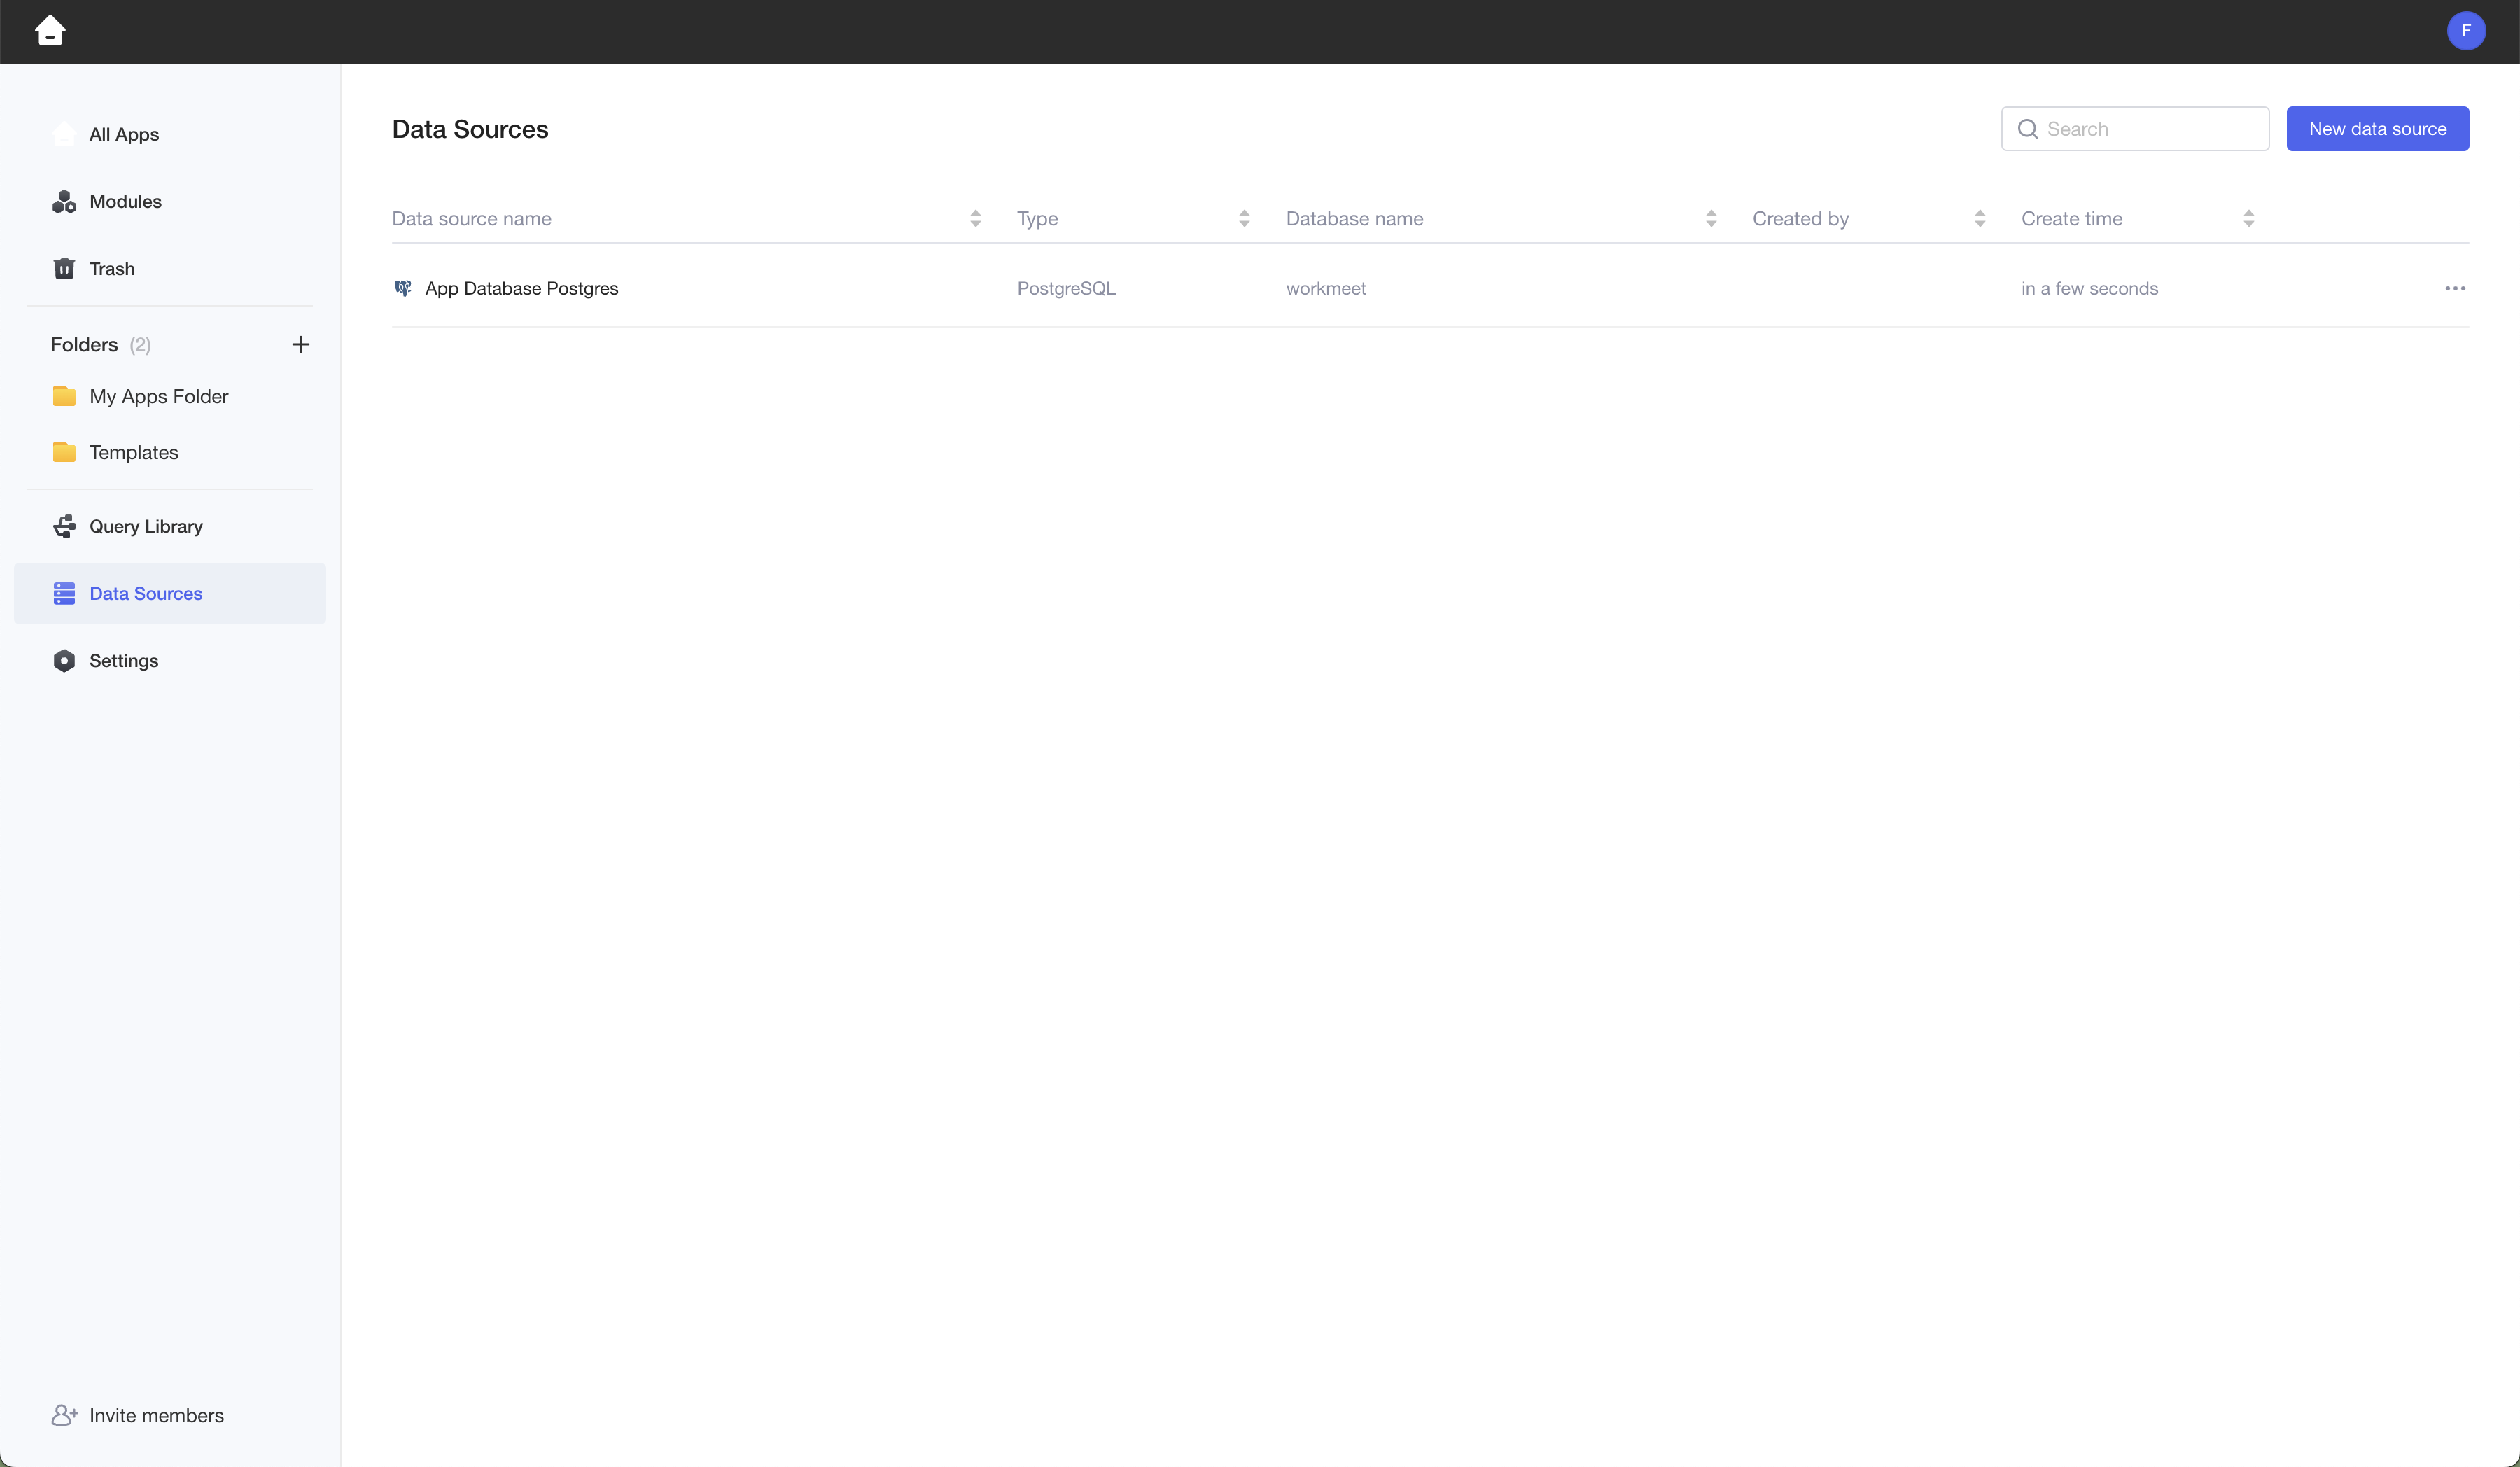 F
All Apps
Modules
Trash
Folders (2)
My Apps Folder
Templates
Query Library
Data Sources
Settings
Invite members
Data Sources
Search
New data source
Data source name Type Database name Created by Create time
App Database Postgres PostgreSQL workmeet in a few seconds